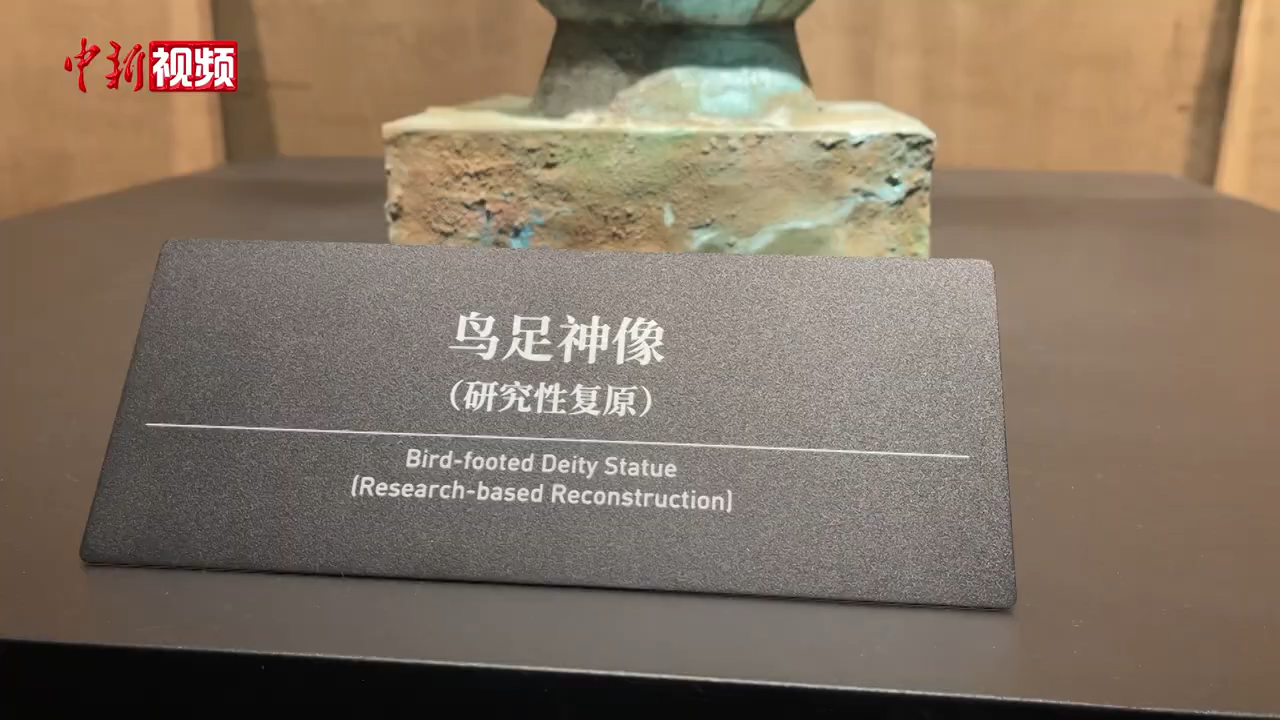 中新视频
鸟足神像
（研究性复原）
Bird-footed Deity Statue
(Research-based Reconstruction)